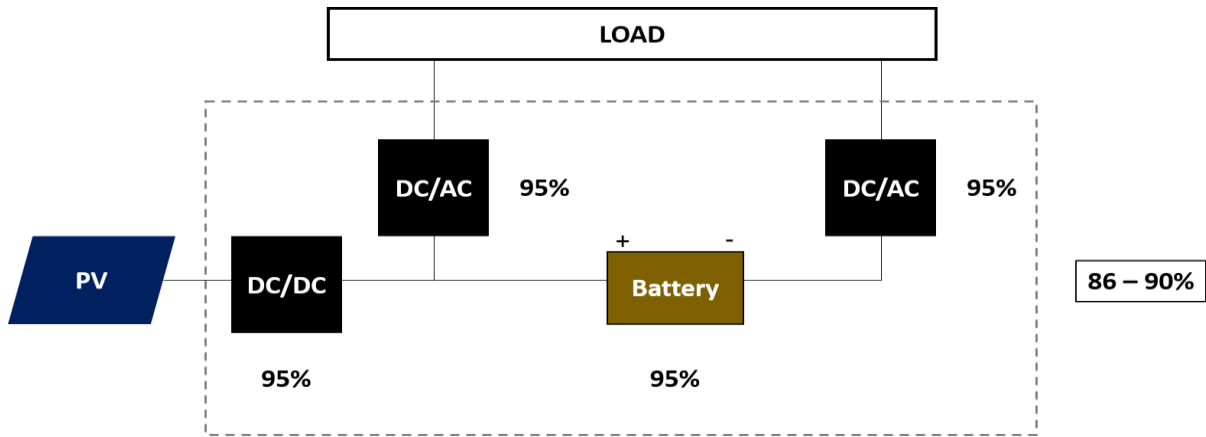 LOAD
DC/AC
95%
DC/AC
95%
+
-
PV
DC/DC
Battery
86 – 90%
95%
95%